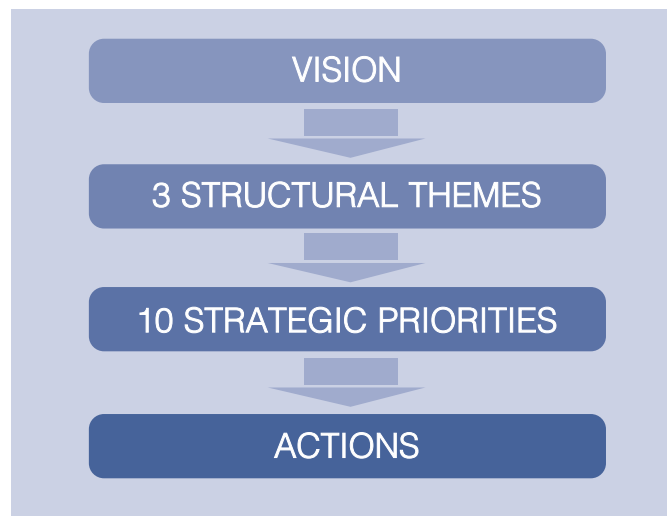 VISION
3 STRUCTURAL THEMES
10 STRATEGIC PRIORITIES
ACTIONS